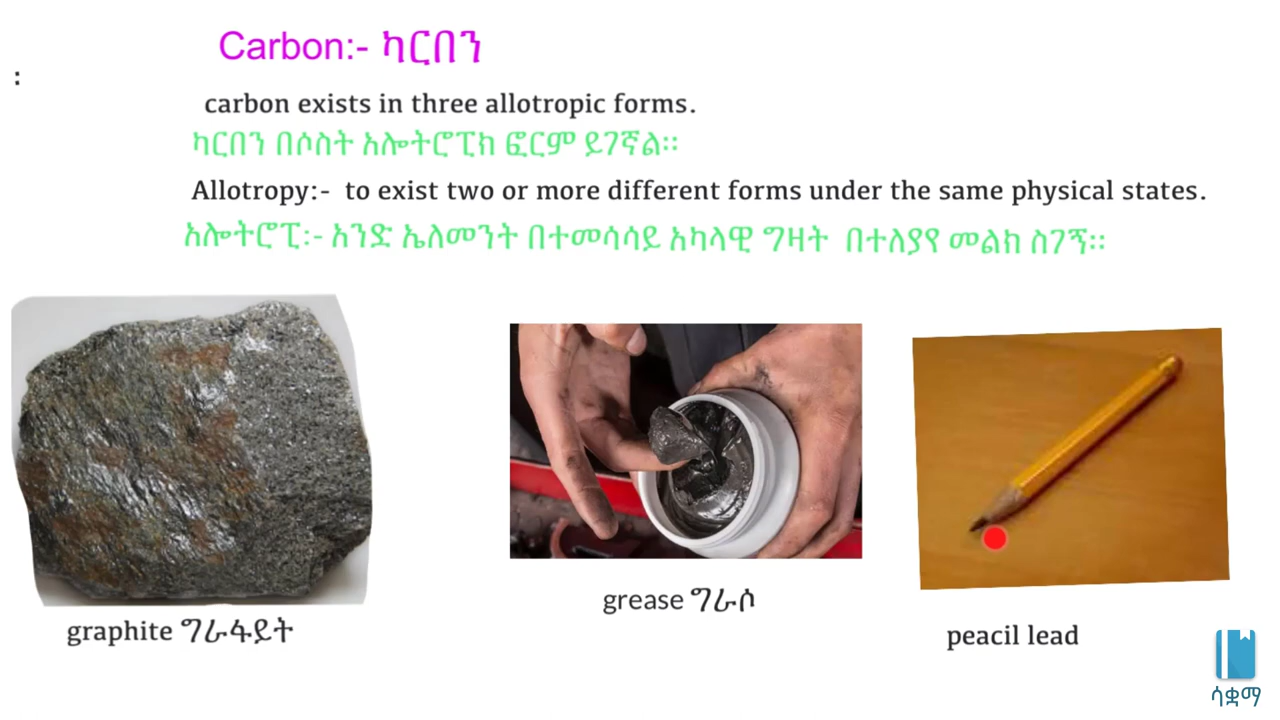 Carbon:- ካርበን
:
carbon exists in three allotropic forms.
ካርበን በሶስት አሎትሮፒክ ፎርም ይገኛል፡፡
Allotropy:- to exist two or more different forms under the same physical states.
አሎትሮፒ:- አንድ ኤለመንት በተመሳሳይ አካላዊ ግዛት በተለያየ መልክ ስገኝ፡፡
graphite ግራፋይት
grease ግራሶ
peacil lead
ሳቋማ